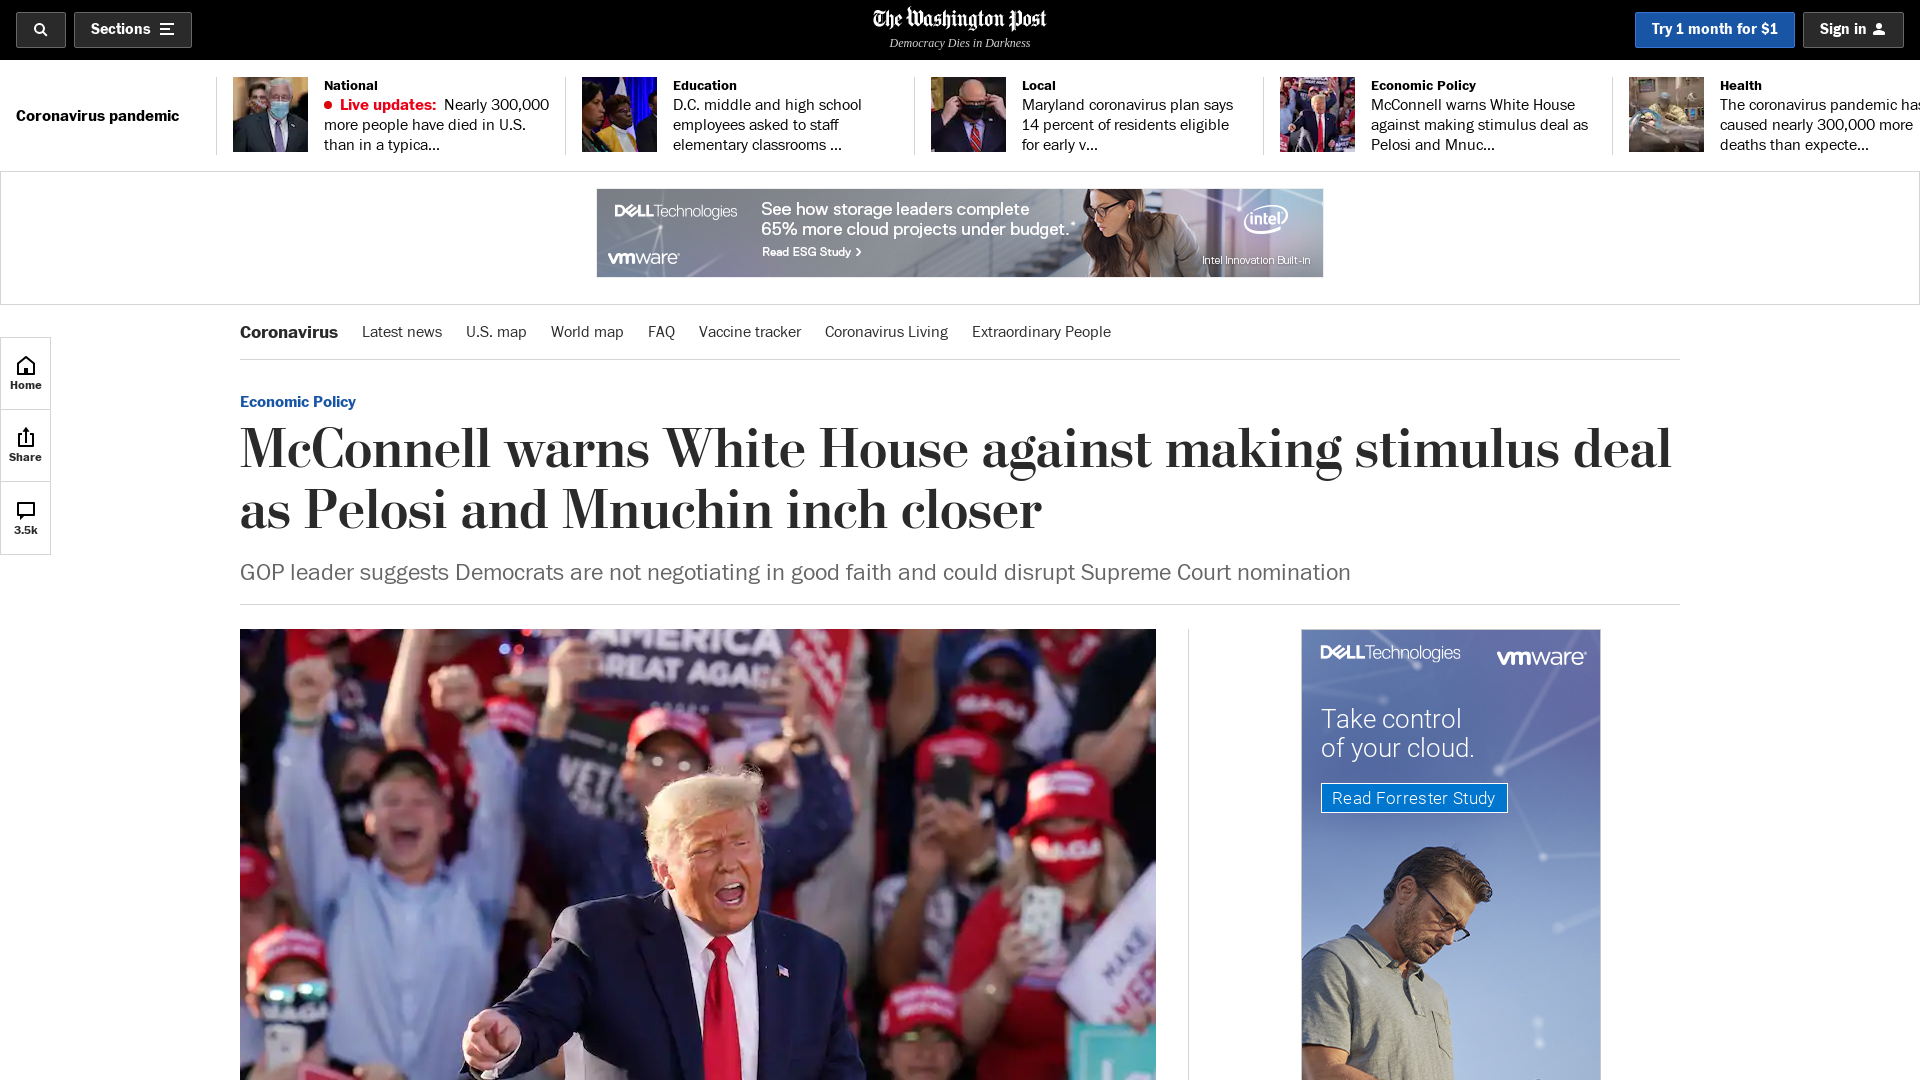 Sections
The Washington Post
Democracy Dies in Darkness
Try 1 month for $1
Sign in
Coronavirus pandemic
National
Live updates: Nearly 300,000
more people have died in U.S.
than in a typica...
Education
D.C. middle and high school
employees asked to staff
elementary classrooms ...
Local
Maryland coronavirus plan says
14 percent of residents eligible
for early v...
Economic Policy
McConnell warns White House
against making stimulus deal as
Pelosi and Mnuc...
Health
The coronavirus pandemic has
caused nearly 300,000 more
deaths than expecte...
DELLTechnologies
vmware
See how storage leaders complete
65% more cloud projects under budget.*
Read ESG Study
intel
Intel Innovation Built-in
Coronavirus
Latest news
U.S. map
World map
FAQ
Vaccine tracker
Coronavirus Living
Extraordinary People
Home
Share
3.5k
Economic Policy
McConnell warns White House against making stimulus deal
as Pelosi and Mnuchin inch closer
GOP leader suggests Democrats are not negotiating in good faith and could disrupt Supreme Court nomination
AMERICA
GREAT AGAI
MAGA
MAKE
DELLTechnologies
vmware
Take control
of your cloud.
Read Forrester Study